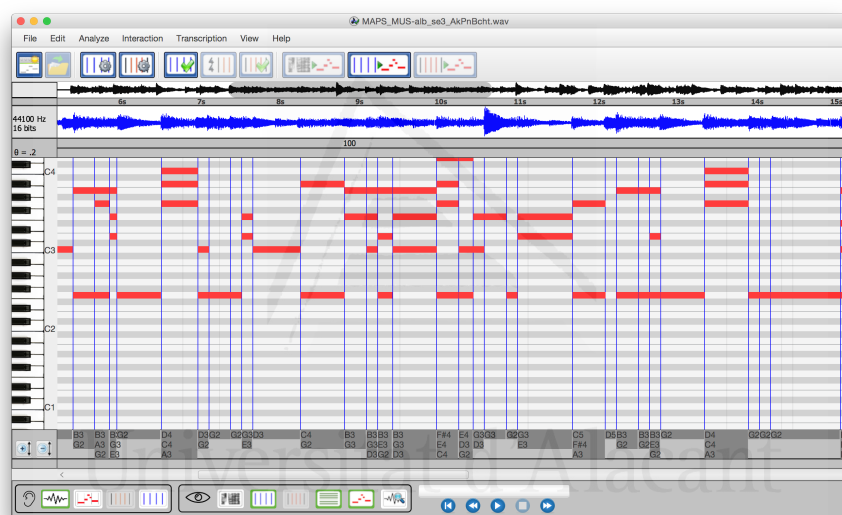 MAPS_MUS-alb_se3_AkPnBcht.wav
File Edit Analyze Interaction Transcription View Help
6s 7s 8s 9s 10s 11s 12s 13s 14s 15s
44100 Hz
16 bits
100
θ = .2
C4
C3
C2
C1
B3 B3 B3 G2 D4 D3 G2 G2 G3 D3 C4 B3 B3 B3 B3 F#4 E4 G3 G3 G2 G3 C5 D5 B3 B3 B3 G2 D4 G2 G2 G2
G2 A3 G3 C4 G2 E3 G2 G3 G3 E3 G3 E4 D3 D3 E3 F#4 G2 G2 E3 C4
G2 E3 A3 D3 G2 D3 C4 G2 A3 G2 A3
Universitat d'Alacant